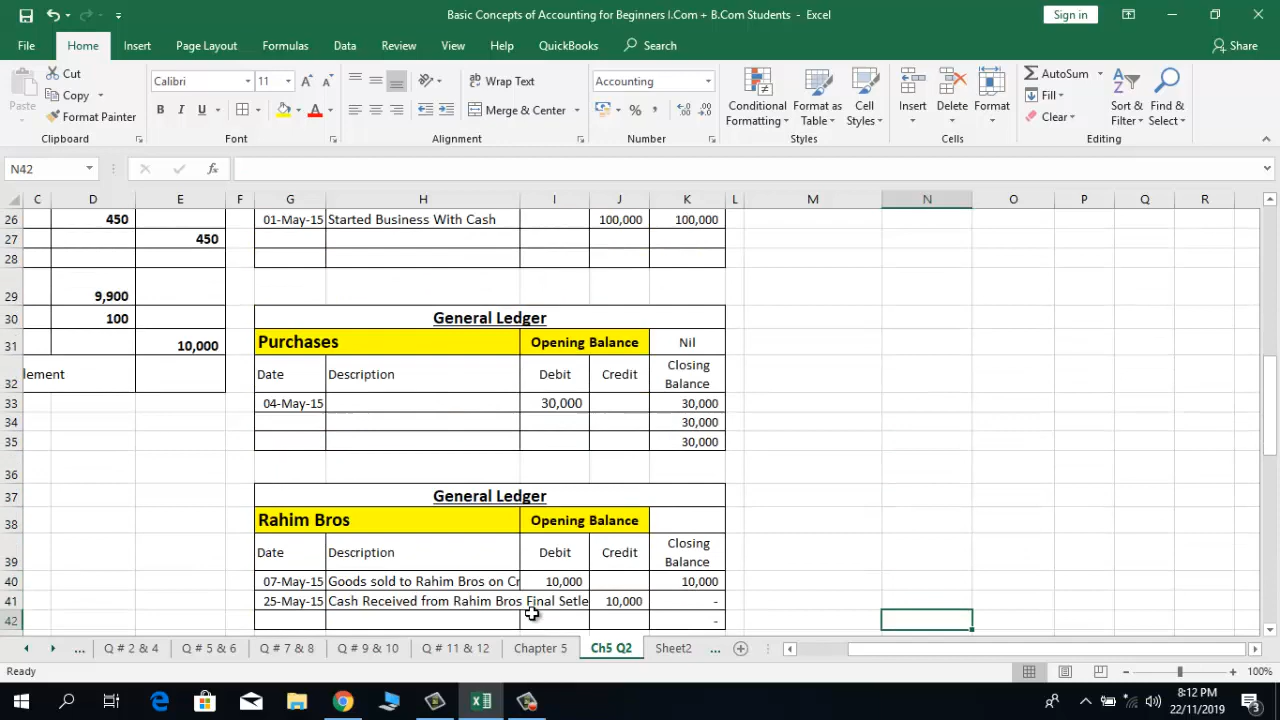 Basic Concepts of Accounting for Beginners I.Com + B.Com Students - Excel
Sign in
File Home Insert Page Layout Formulas Data Review View Help QuickBooks Search Share
Paste
Cut
Copy
Format Painter
Clipboard
Calibri 11
B I U
Font
Wrap Text
Merge & Center
Alignment
Accounting
%
Number
Conditional Formatting
Format as Table
Cell Styles
Styles
Insert Delete Format
Cells
AutoSum
Fill
Clear
Sort & Filter
Find & Select
Editing
N42 fx
C D E F G H I J K L M N O P Q R
26 450 01-May-15 Started Business With Cash 100,000 100,000
27 450
28
29 9,900
30 100 General Ledger
31 10,000 Purchases Opening Balance Nil
32 lement Date Description Debit Credit Closing Balance
33 04-May-15 30,000 30,000
34 30,000
35 30,000
36
37 General Ledger
38 Rahim Bros Opening Balance
39 Date Description Debit Credit Closing Balance
40 07-May-15 Goods sold to Rahim Bros on Cr 10,000 10,000
41 25-May-15 Cash Received from Rahim Bros Final Setle 10,000 -
42 -
... Q # 2 & 4 Q # 5 & 6 Q # 7 & 8 Q # 9 & 10 Q # 11 & 12 Chapter 5 Ch5 Q2 Sheet2 ...
Ready 100%
8:12 PM
22/11/2019
3